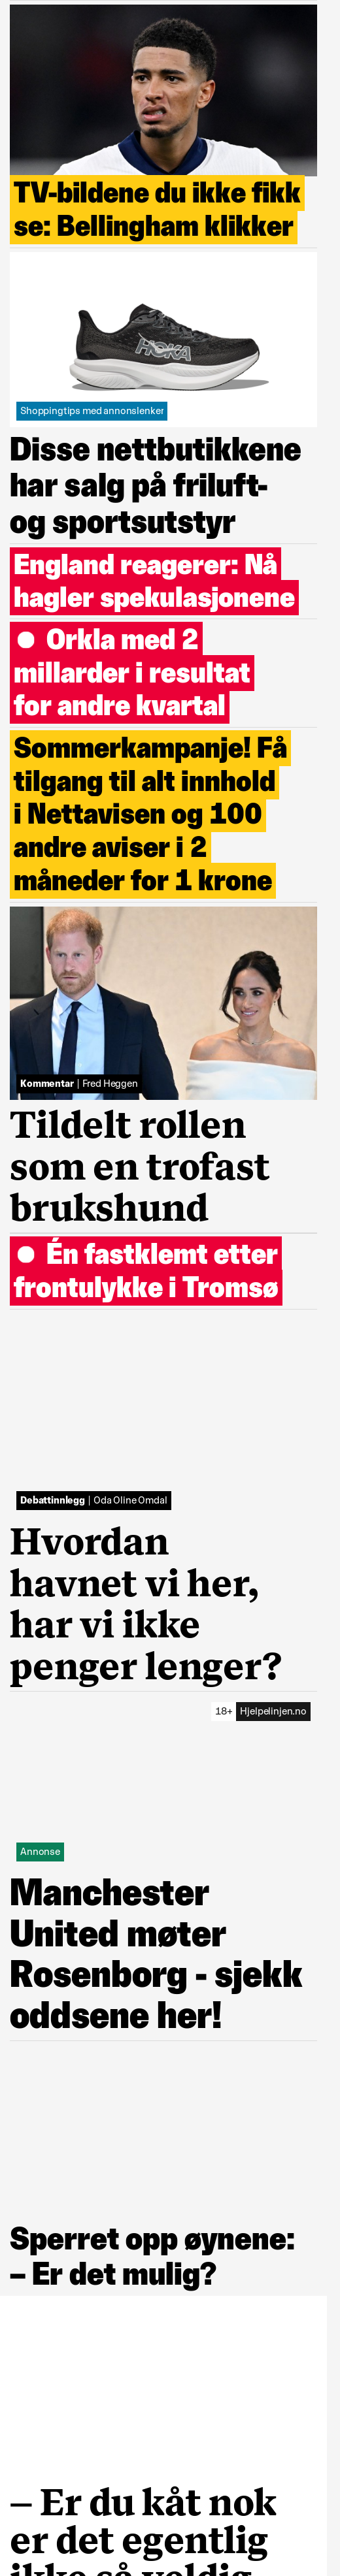 TV-bildene du ikke fikk
se: Bellingham klikker
HOKA
Shoppingtips med annonslenker
Disse nettbutikkene
har salg på friluft-
og sportsutstyr
England reagerer: Nå
hagler spekulasjonene
Orkla med 2
millarder i resultat
for andre kvartal
Sommerkampanje! Få
tilgang til alt innhold
i Nettavisen og 100
andre aviser i 2
måneder for 1 krone
Kommentar | Fred Heggen
Tildelt rollen
som en trofast
brukshund
Én fastklemt etter
frontulykke i Tromsø
Debattinnlegg | Oda Oline Omdal
Hvordan
havnet vi her,
har vi ikke
penger lenger?
18+ Hjelpelinjen.no
Annonse
Manchester
United møter
Rosenborg - sjekk
oddsene her!
Sperret opp øynene:
– Er det mulig?
– Er du kåt nok
er det egentlig
ikke så veldig